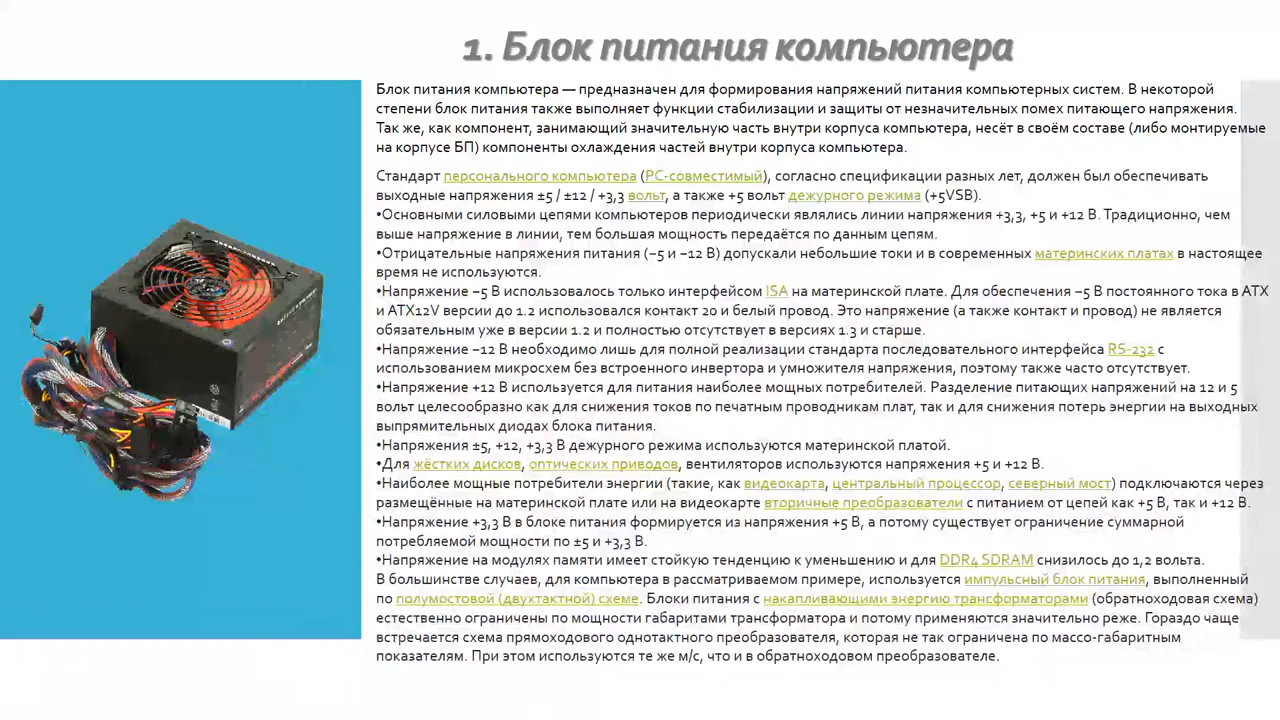 1. Блок питания компьютера
Блок питания компьютера — предназначен для формирования напряжений питания компьютерных систем. В некоторой
степени блок питания также выполняет функции стабилизации и защиты от незначительных помех питающего напряжения.
Так же, как компонент, занимающий значительную часть внутри корпуса компьютера, несёт в своём составе (либо монтируемые
на корпусе БП) компоненты охлаждения частей внутри корпуса компьютера.
Стандарт персонального компьютера (PC-совместимый), согласно спецификации разных лет, должен был обеспечивать
выходные напряжения ±5 / ±12 / +3,3 вольт, а также +5 вольт дежурного режима (+5VSB).
•Основными силовыми цепями компьютеров периодически являлись линии напряжения +3,3, +5 и +12 В. Традиционно, чем
выше напряжение в линии, тем большая мощность передаётся по данным цепям.
•Отрицательные напряжения питания (−5 и −12 В) допускали небольшие токи и в современных материнских платах в настоящее
время не используются.
•Напряжение −5 В использовалось только интерфейсом ISA на материнской плате. Для обеспечения −5 В постоянного тока в ATX
и ATX12V версии до 1.2 использовался контакт 20 и белый провод. Это напряжение (а также контакт и провод) не является
обязательным уже в версии 1.2 и полностью отсутствует в версиях 1.3 и старше.
•Напряжение −12 В необходимо лишь для полной реализации стандарта последовательного интерфейса RS-232 с
использованием микросхем без встроенного инвертора и умножителя напряжения, поэтому также часто отсутствует.
•Напряжение +12 В используется для питания наиболее мощных потребителей. Разделение питающих напряжений на 12 и 5
вольт целесообразно как для снижения токов по печатным проводникам плат, так и для снижения потерь энергии на выходных
выпрямительных диодах блока питания.
•Напряжения ±5, +12, +3,3 В дежурного режима используются материнской платой.
•Для жёстких дисков, оптических приводов, вентиляторов используются напряжения +5 и +12 В.
•Наиболее мощные потребители энергии (такие, как видеокарта, центральный процессор, северный мост) подключаются через
размещённые на материнской плате или на видеокарте вторичные преобразователи с питанием от цепей как +5 В, так и +12 В.
•Напряжение +3,3 В в блоке питания формируется из напряжения +5 В, а потому существует ограничение суммарной
потребляемой мощности по ±5 и +3,3 В.
•Напряжение на модулях памяти имеет стойкую тенденцию к уменьшению и для DDR4 SDRAM снизилось до 1,2 вольта.
В большинстве случаев, для компьютера в рассматриваемом примере, используется импульсный блок питания, выполненный
по полумостовой (двухтактной) схеме. Блоки питания с накапливающими энергию трансформаторами (обратноходовая схема)
естественно ограничены по мощности габаритами трансформатора и потому применяются значительно реже. Гораздо чаще
встречается схема прямоходового однотактного преобразователя, которая не так ограничена по массо-габаритным
показателям. При этом используются те же м/с, что и в обратноходовом преобразователе.